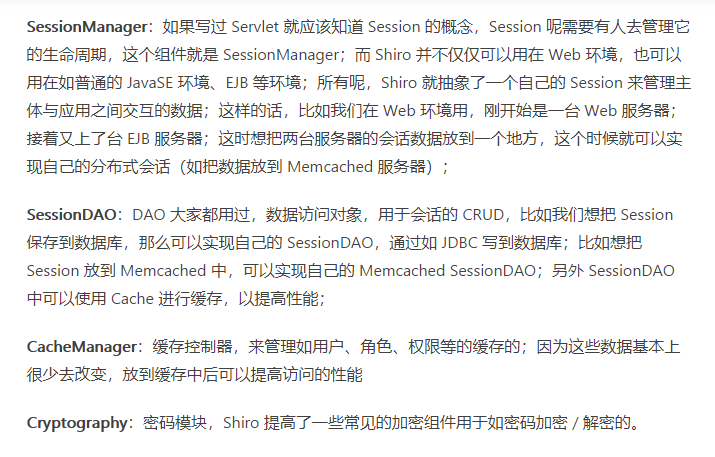 SessionManager：如果写过 Servlet 就应该知道 Session 的概念，Session 呢需要有人去管理它
的生命周期，这个组件就是 SessionManager；而 Shiro 并不仅仅可以用在 Web 环境，也可以
用在如普通的 JavaSE 环境、EJB 等环境；所有呢，Shiro 就抽象了一个自己的 Session 来管理主
体与应用之间交互的数据；这样的话，比如我们在 Web 环境用，刚开始是一台 Web 服务器；
接着又上了台 EJB 服务器；这时想把两台服务器的会话数据放到一个地方，这个时候就可以实
现自己的分布式会话（如把数据放到 Memcached 服务器）；
SessionDAO：DAO 大家都用过，数据访问对象，用于会话的 CRUD，比如我们想把 Session
保存到数据库，那么可以实现自己的 SessionDAO，通过如 JDBC 写到数据库；比如想把
Session 放到 Memcached 中，可以实现自己的 Memcached SessionDAO；另外 SessionDAO
中可以使用 Cache 进行缓存，以提高性能；
CacheManager：缓存控制器，来管理如用户、角色、权限等的缓存的；因为这些数据基本上
很少去改变，放到缓存中后可以提高访问的性能
Cryptography：密码模块，Shiro 提高了一些常见的加密组件用于如密码加密 / 解密的。